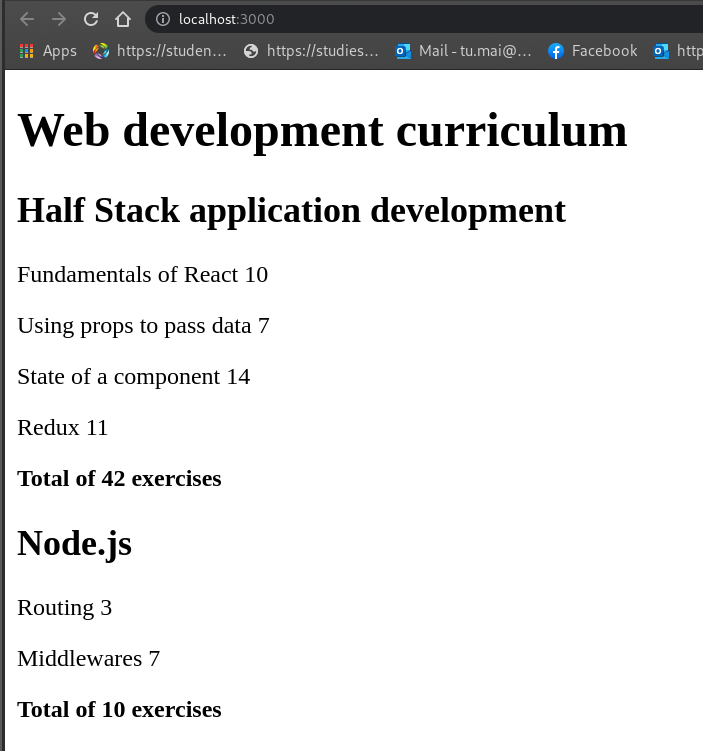 localhost:3000
Apps https://studen... https://studies... Mail - tu.mai@... Facebook http
Web development curriculum
Half Stack application development
Fundamentals of React 10
Using props to pass data 7
State of a component 14
Redux 11
Total of 42 exercises
Node.js
Routing 3
Middlewares 7
Total of 10 exercises